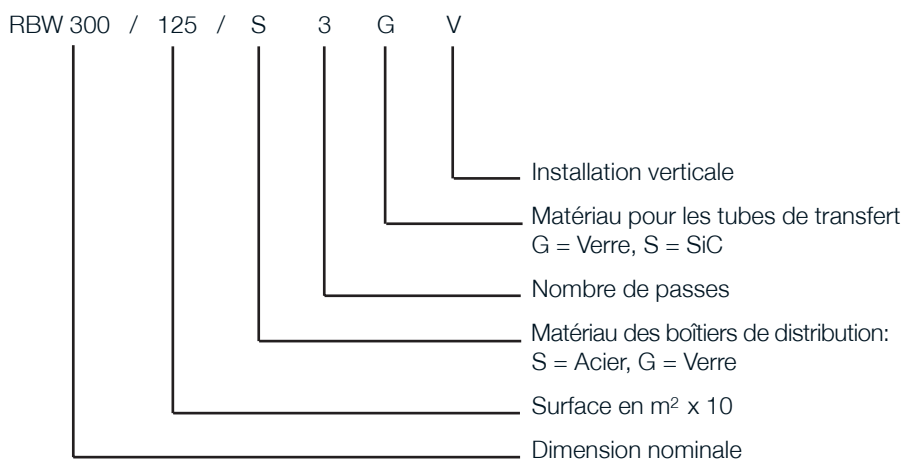 RBW 300 / 125 / S 3 G V
Installation verticale
Matériau pour les tubes de transfert
G = Verre, S = SiC
Nombre de passes
Matériau des boîtiers de distribution:
S = Acier, G = Verre
Surface en m² x 10
Dimension nominale